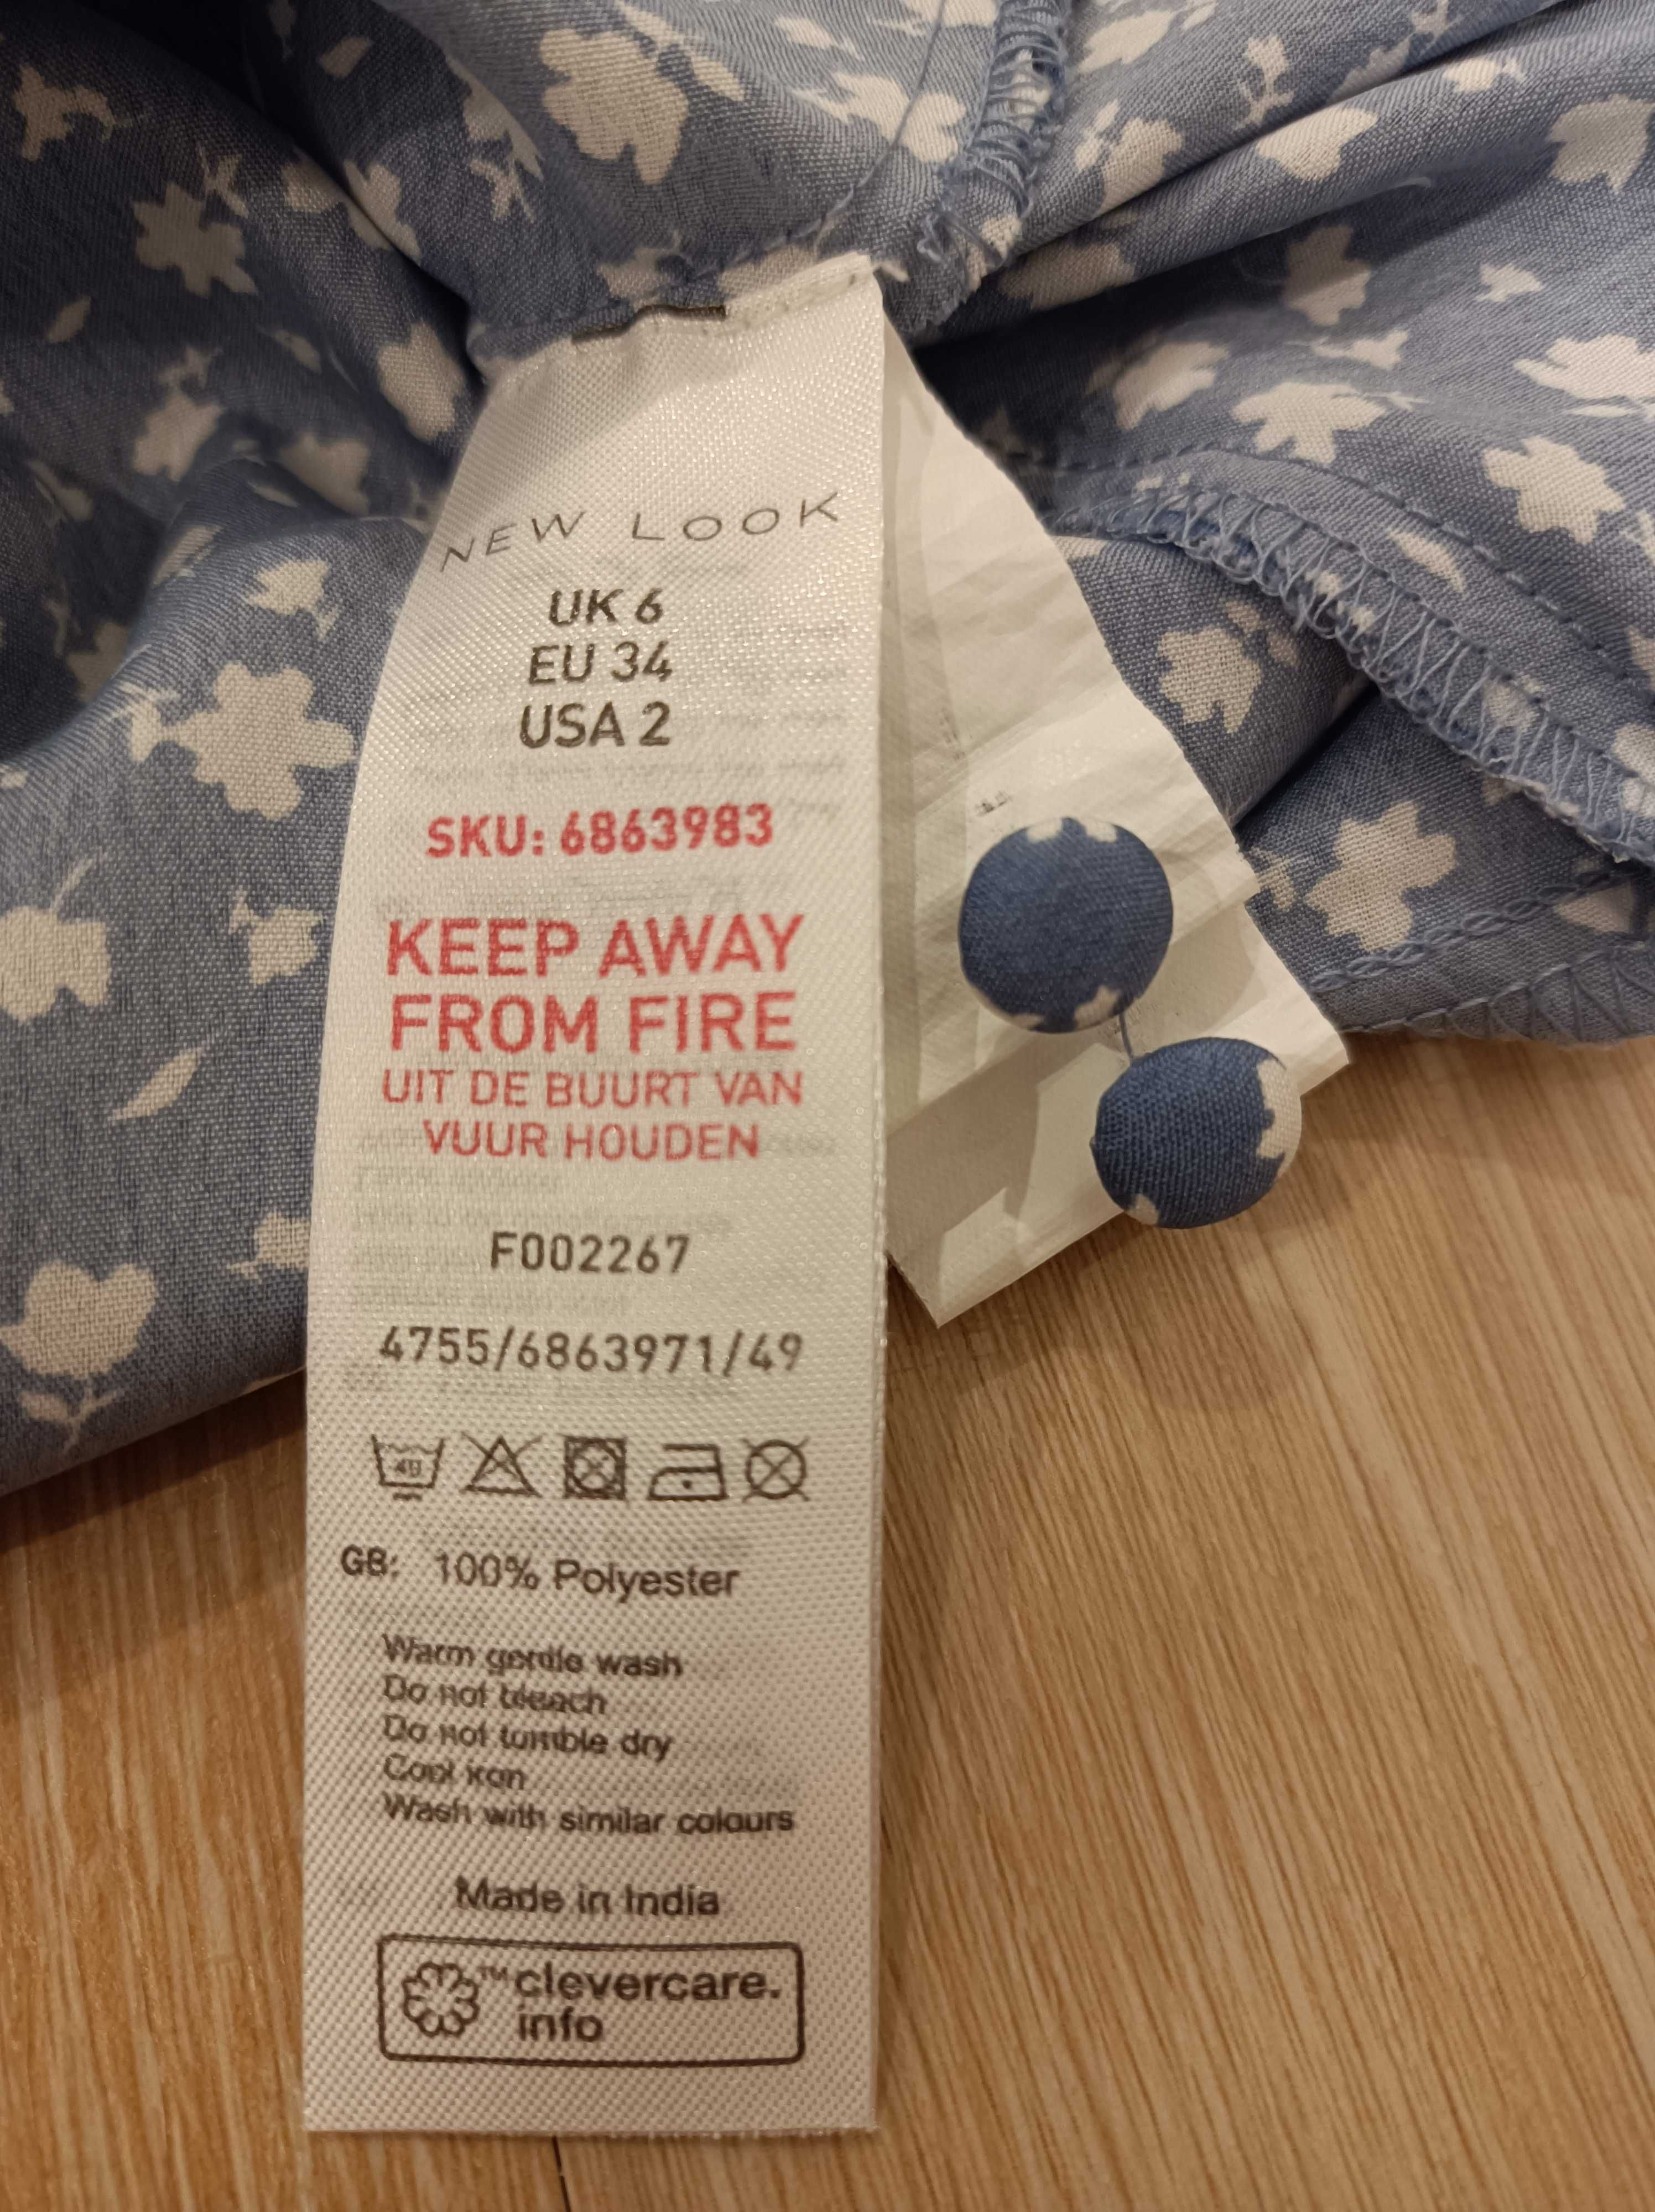 NEW LOOK
UK 6
EU 34
USA 2
SKU: 6863983
KEEP AWAY
FROM FIRE
UIT DE BUURT VAN
VUUR HOUDEN
F002267
4755/6863971/49
40
GB: 100% Polyester
Warm gentle wash
Do not bleach
Do not tumble dry
Cool iron
Wash with similar colours
Made in India
™clevercare.
info